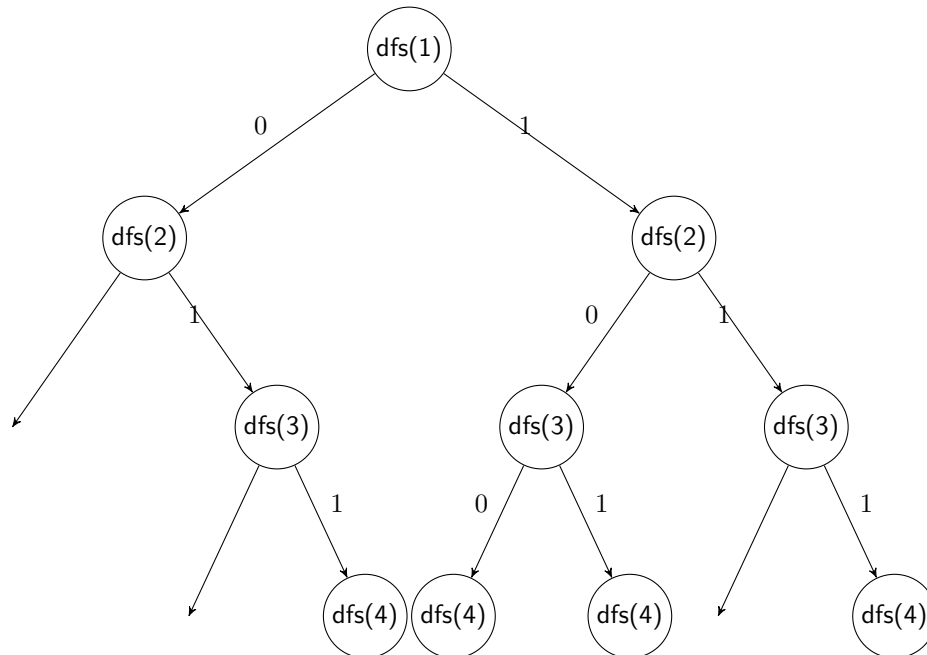 dfs(1)
0 1
dfs(2) dfs(2)
1 0 1
dfs(3) dfs(3) dfs(3)
1 0 1 1
dfs(4) dfs(4) dfs(4) dfs(4)